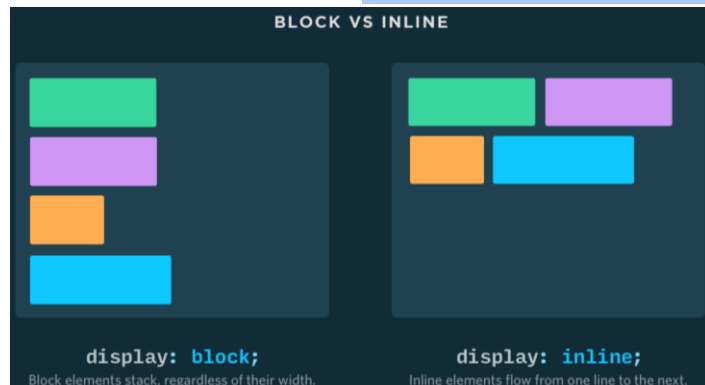 BLOCK VS INLINE
display: block;
Block elements stack, regardless of their width.
display: inline;
Inline elements flow from one line to the next.